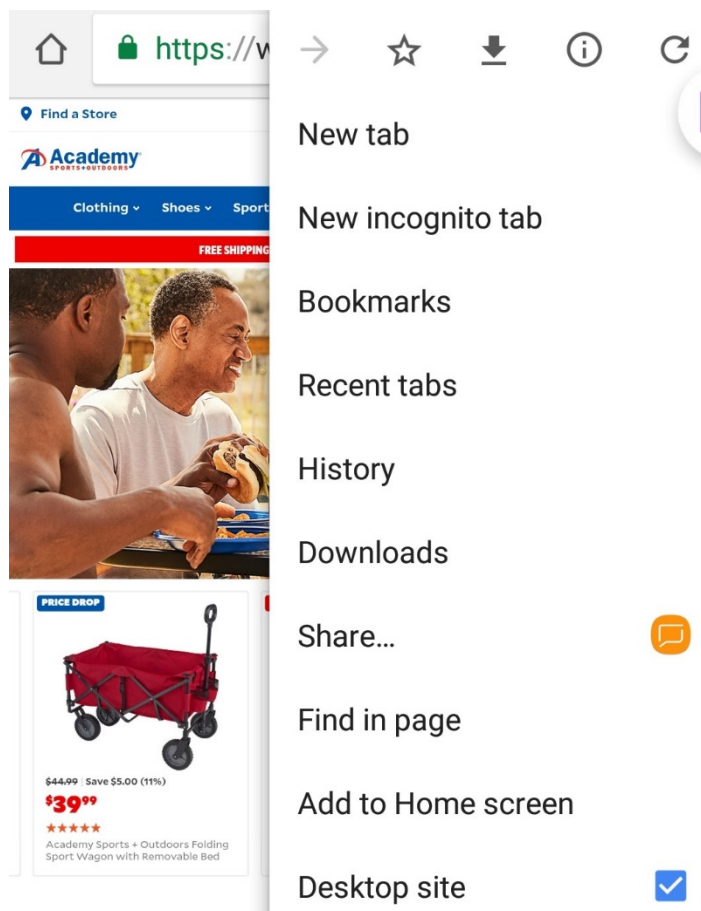 https://w
Find a Store
Academy
SPORTS+OUTDOORS
Clothing Shoes Sport
FREE SHIPPING
PRICE DROP
$44.99 Save $5.00 (11%)
$39⁹⁹
Academy Sports + Outdoors Folding
Sport Wagon with Removable Bed
New tab
New incognito tab
Bookmarks
Recent tabs
History
Downloads
Share...
Find in page
Add to Home screen
Desktop site